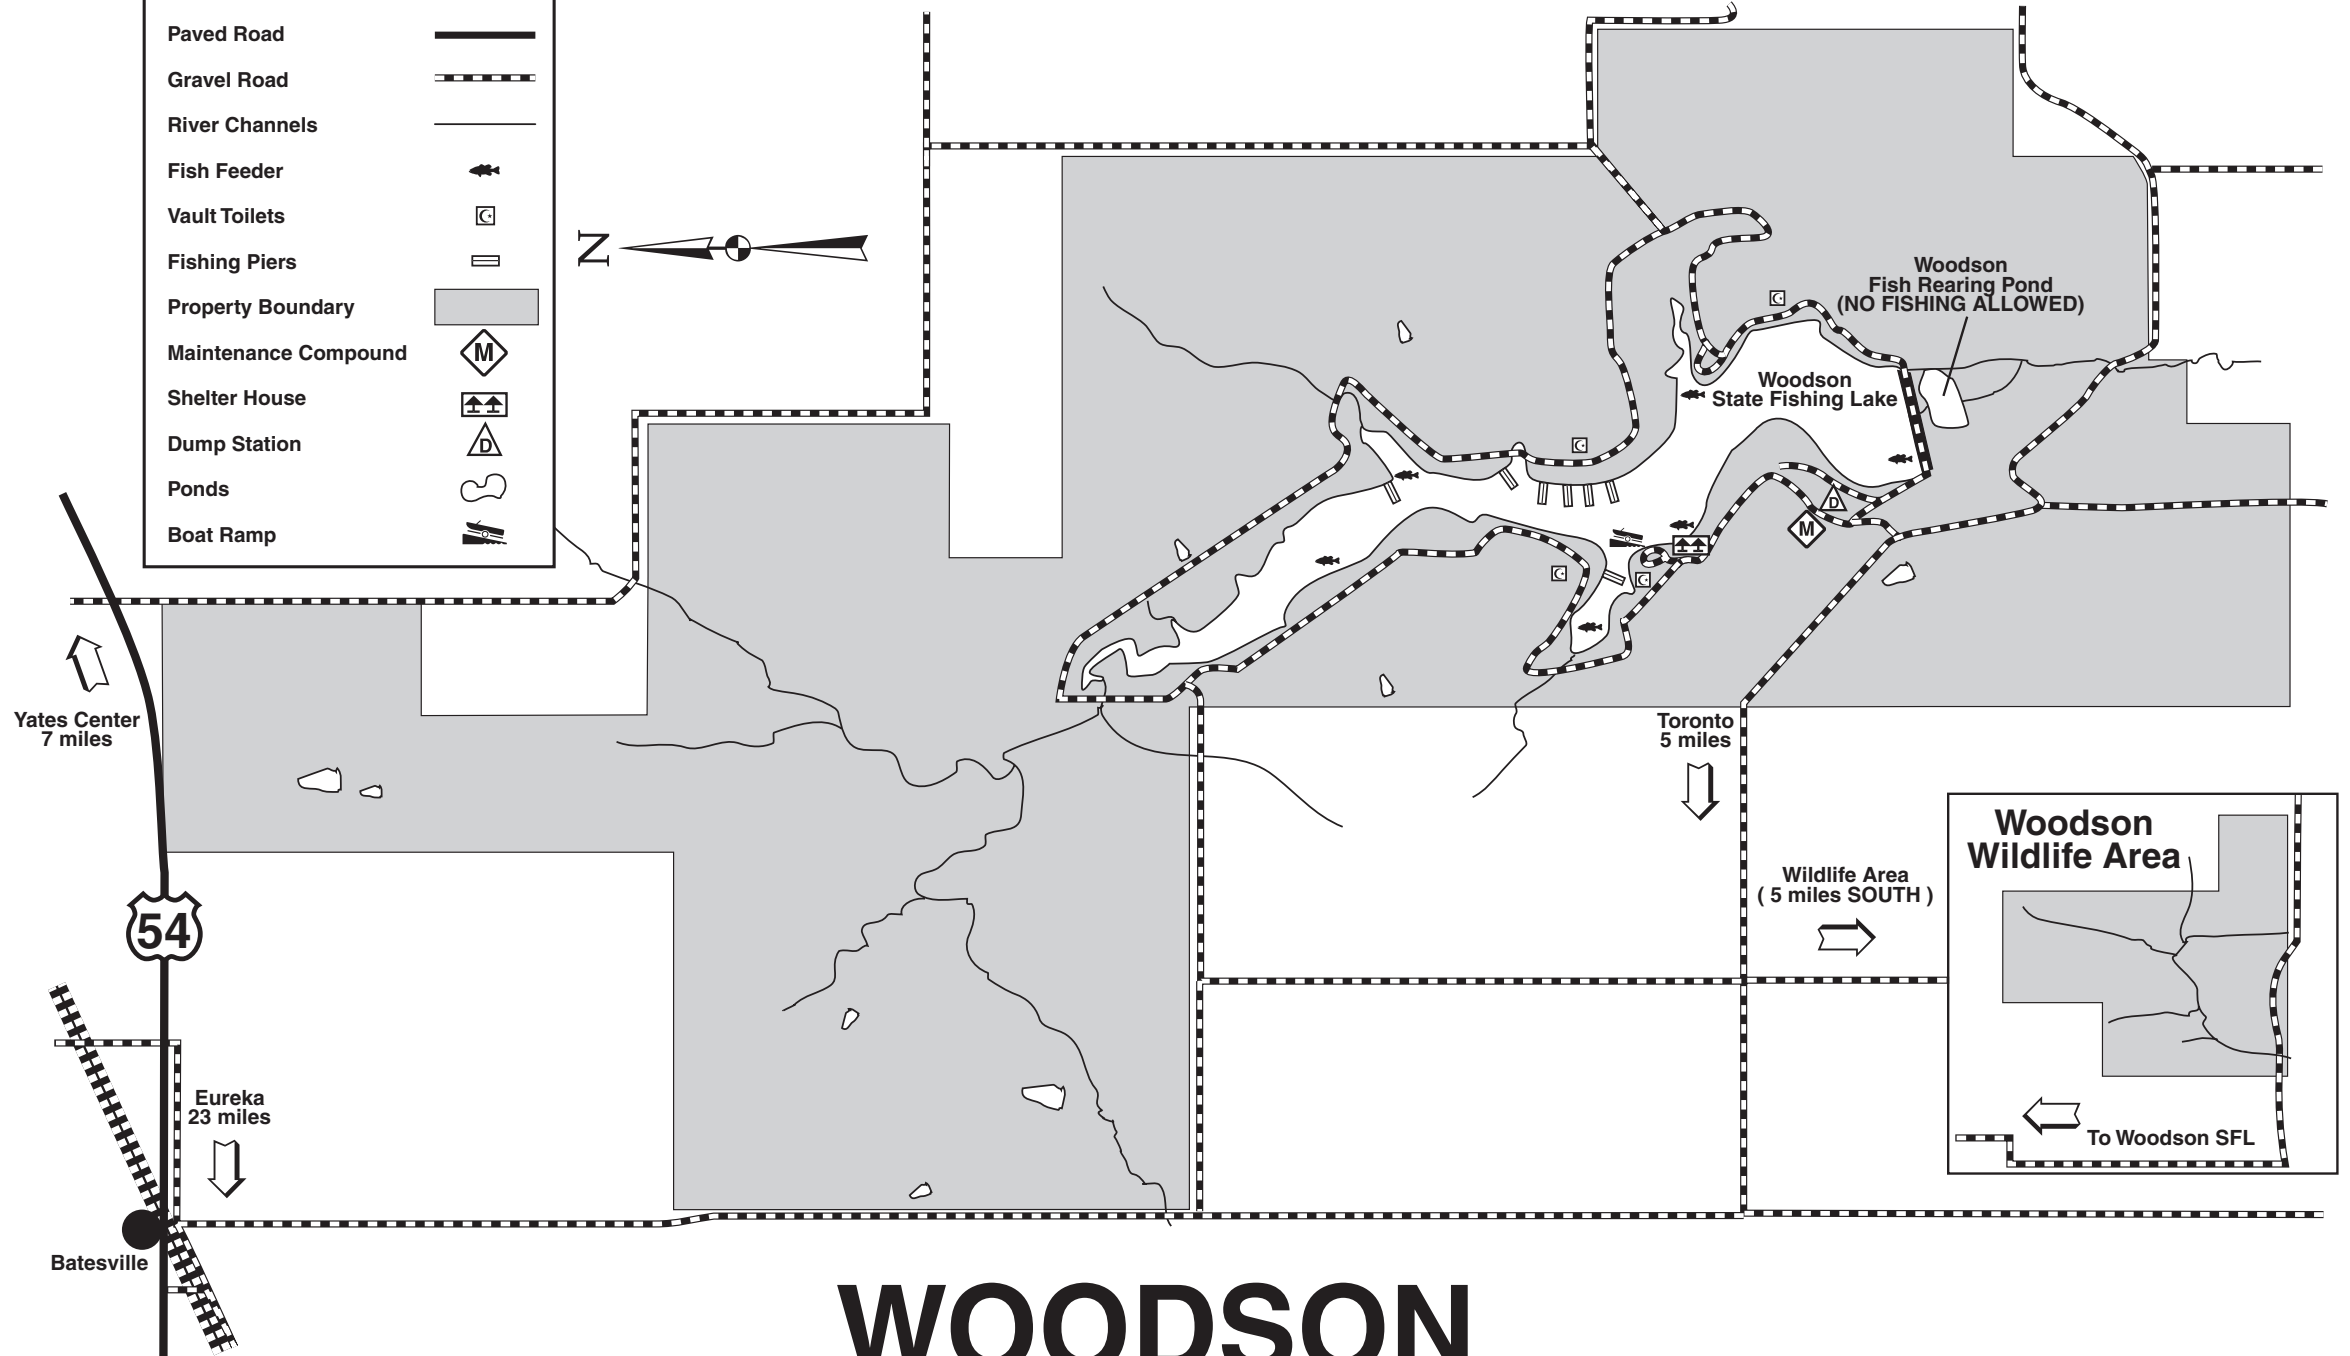 Paved Road
Gravel Road
River Channels
Fish Feeder
Vault Toilets
Fishing Piers
Property Boundary
Maintenance Compound
M
Shelter House
Dump Station
D
Ponds
Boat Ramp
N
Woodson
Fish Rearing Pond
(NO FISHING ALLOWED)
Woodson
State Fishing Lake
D
M
Yates Center
7 miles
Toronto
5 miles
Wildlife Area
( 5 miles SOUTH )
Woodson
Wildlife Area
To Woodson SFL
54
Eureka
23 miles
Batesville
WOODSON